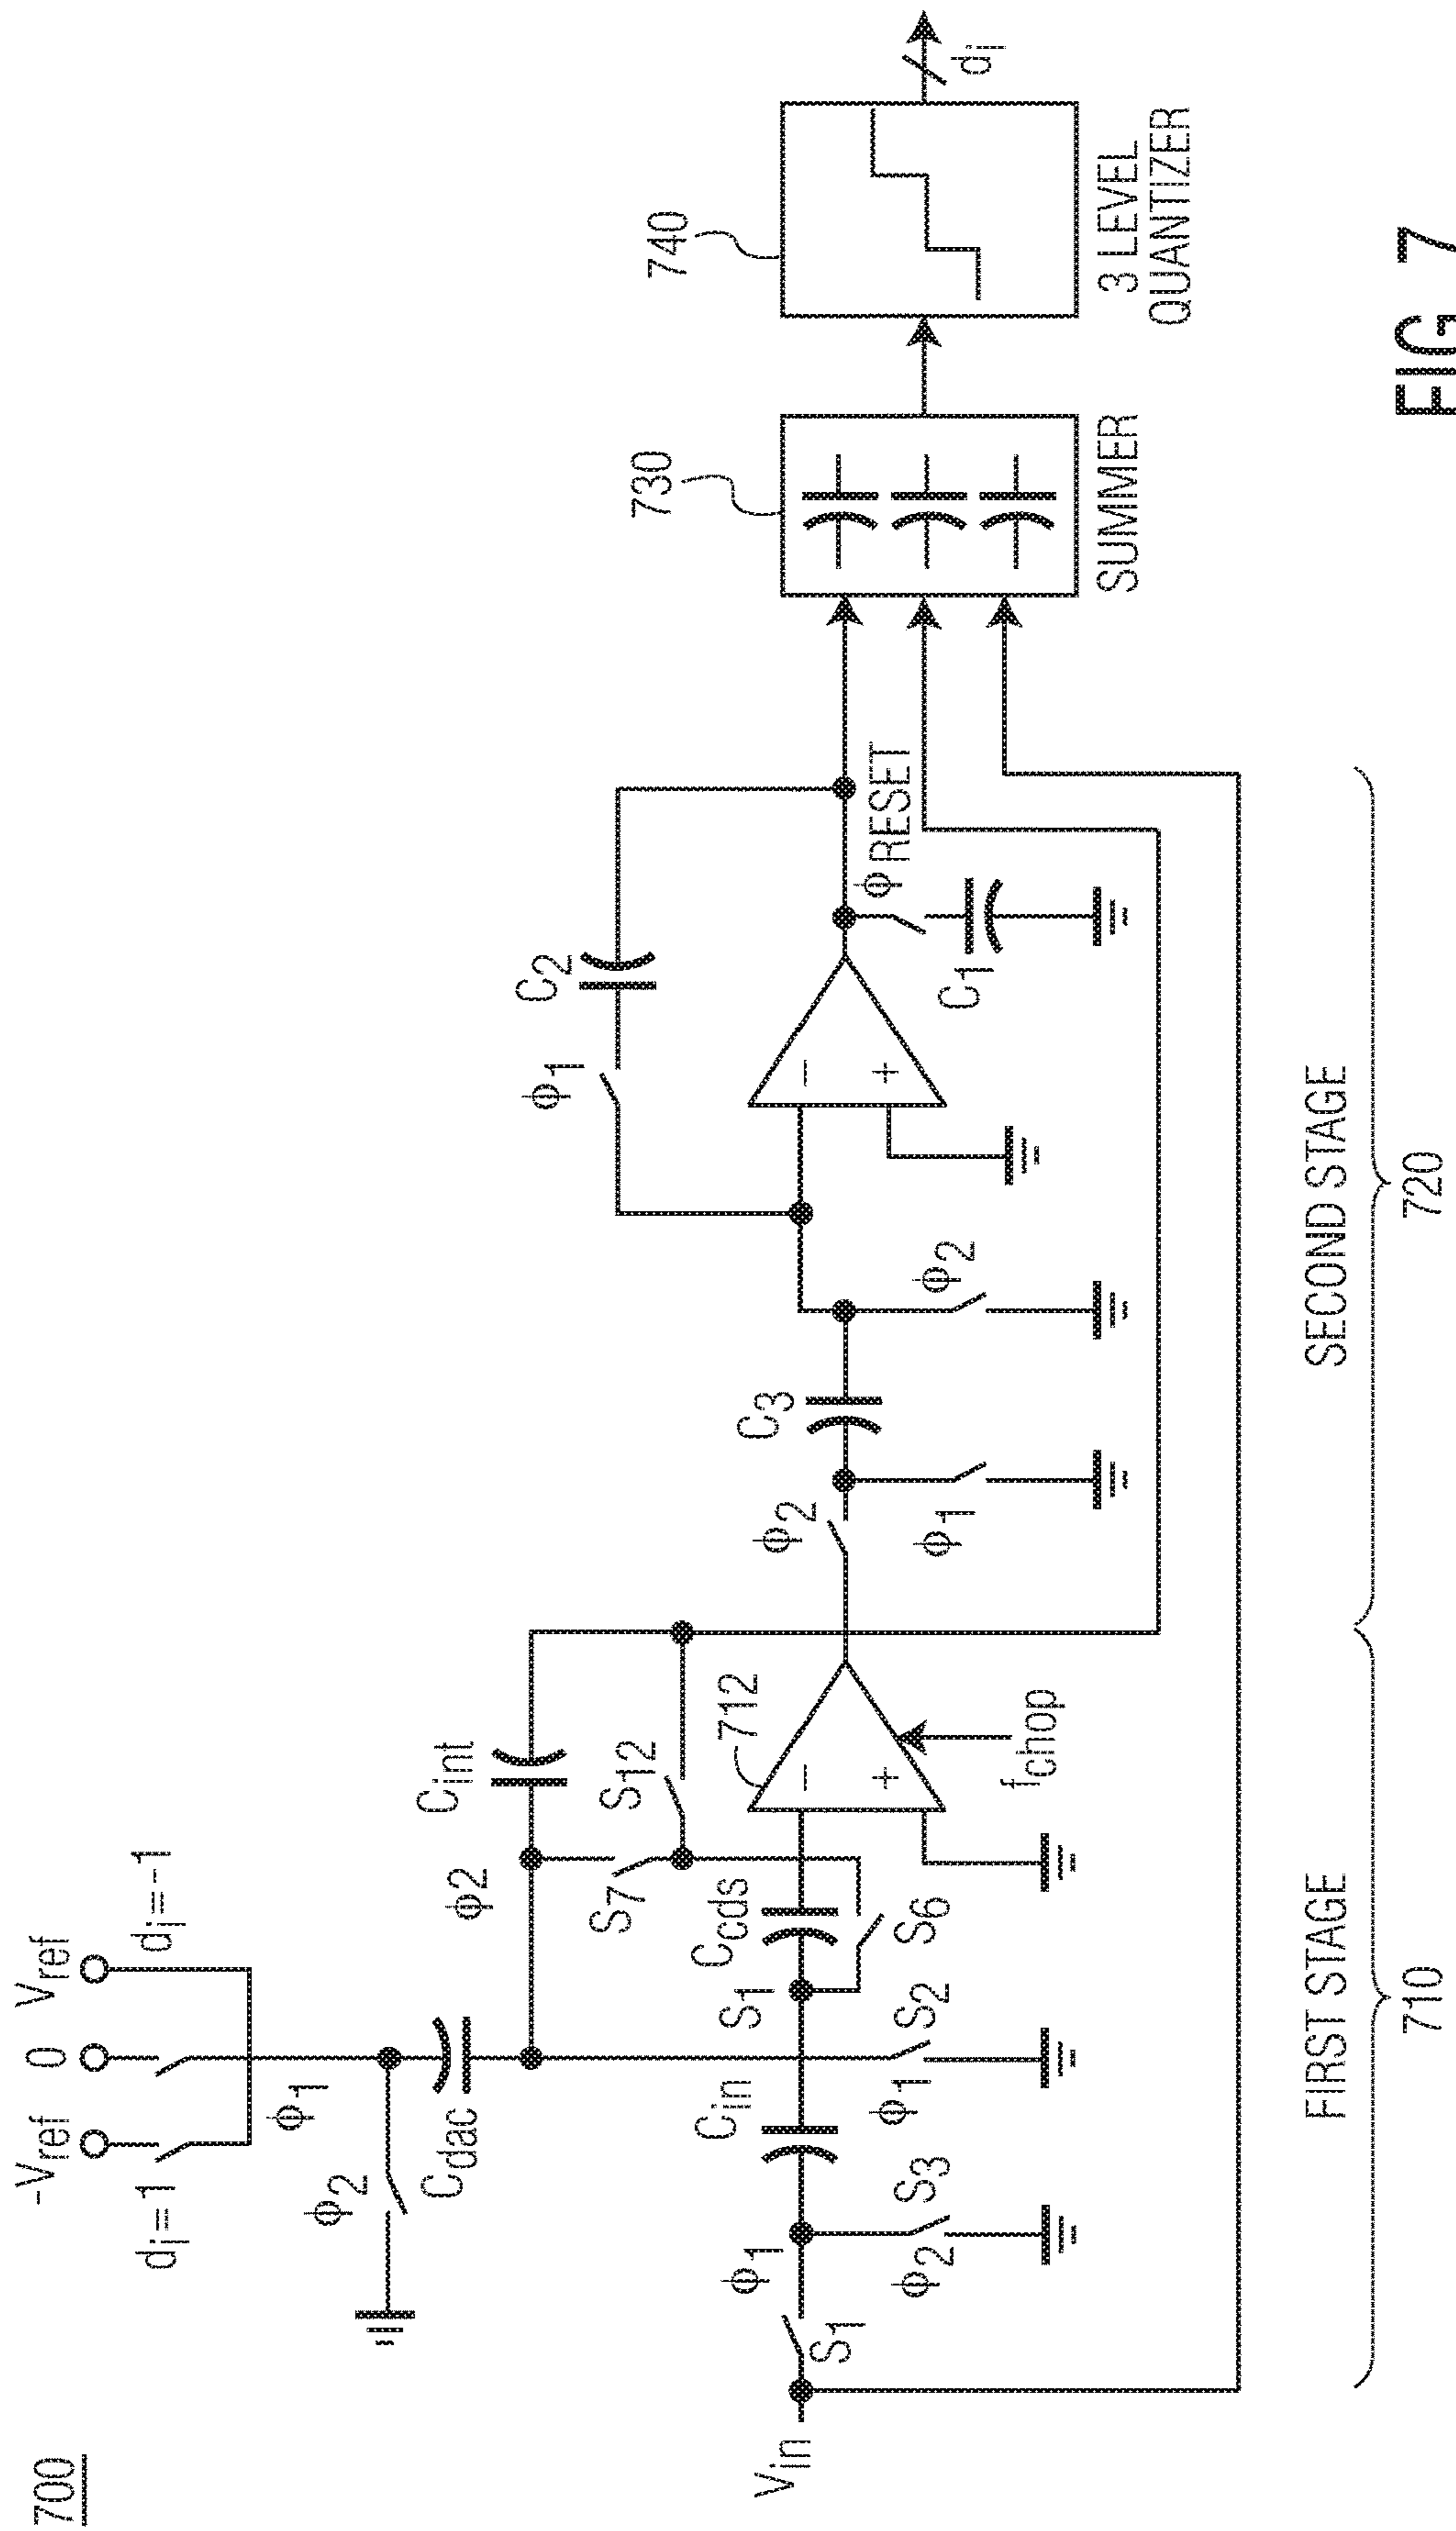 700
-Vref
0
Vref
di=1
di=-1
ϕ1
ϕ2
Cdac
ϕ2
Cint
S7
S12
Vin
S1
ϕ1
S3
ϕ2
Cin
ϕ1
S2
S1
Ccds
S6
712
−
+
fchop
ϕ2
ϕ1
C3
ϕ2
ϕ1
C2
−
+
ϕRESET
C1
730
SUMMER
740
3 LEVEL
QUANTIZER
di
FIRST STAGE
710
SECOND STAGE
720
FIG 7